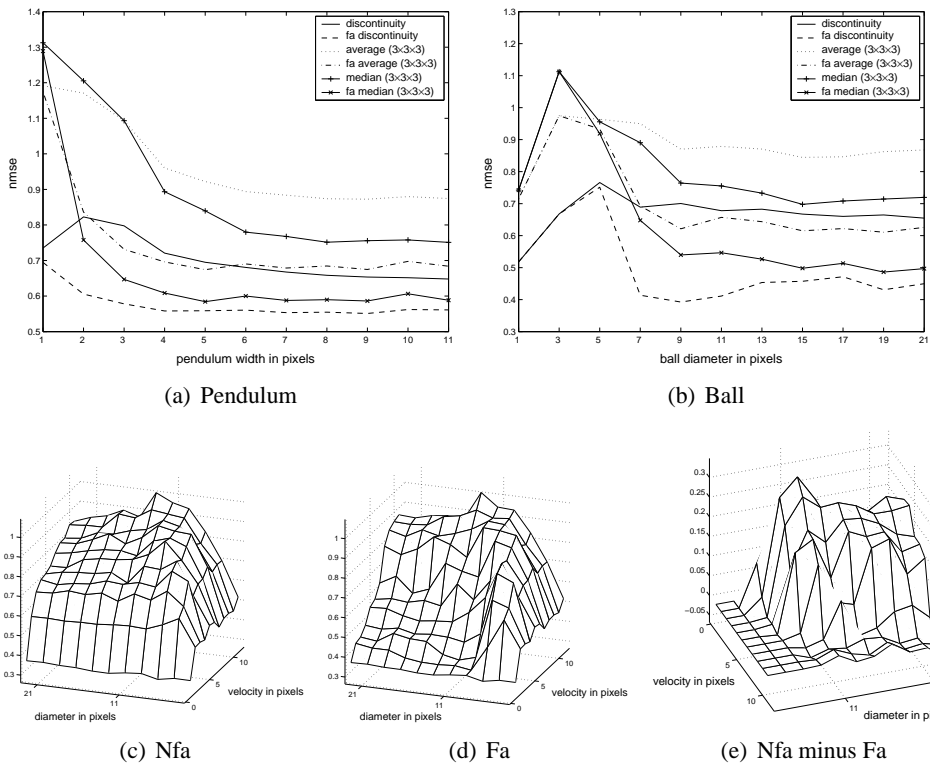 1.4
1.3
1.2
1.1
1
0.9
0.8
0.7
0.6
0.5
nmse
1 2 3 4 5 6 7 8 9 10 11
pendulum width in pixels
discontinuity
fa discontinuity
average (3×3×3)
fa average (3×3×3)
median (3×3×3)
fa median (3×3×3)
(a) Pendulum
1.3
1.2
1.1
1
0.9
0.8
0.7
0.6
0.5
0.4
0.3
nmse
1 3 5 7 9 11 13 15 17 19 21
ball diameter in pixels
discontinuity
fa discontinuity
average (3×3×3)
fa average (3×3×3)
median (3×3×3)
fa median (3×3×3)
(b) Ball
1
0.9
0.8
0.7
0.6
0.5
0.4
0.3
21
11
diameter in pixels
0
5
10
velocity in pixels
(c) Nfa
1
0.9
0.8
0.7
0.6
0.5
0.4
0.3
21
11
diameter in pixels
0
5
10
velocity in pixels
(d) Fa
0.3
0.25
0.2
0.15
0.1
0.05
0
−0.05
0
5
10
velocity in pixels
11
diameter in p
(e) Nfa minus Fa